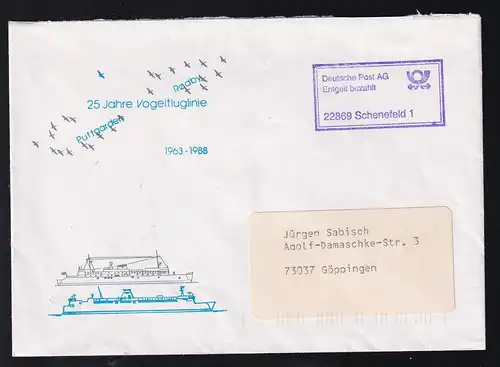 Rødby
25 Jahre Vogelfluglinie
Puttgarden
1963-1988
Deutsche Post AG
Entgelt bezahlt
22869 Schenefeld 1
Jürgen Sabisch
Adolf-Damaschke-Str. 3
73037 Göppingen